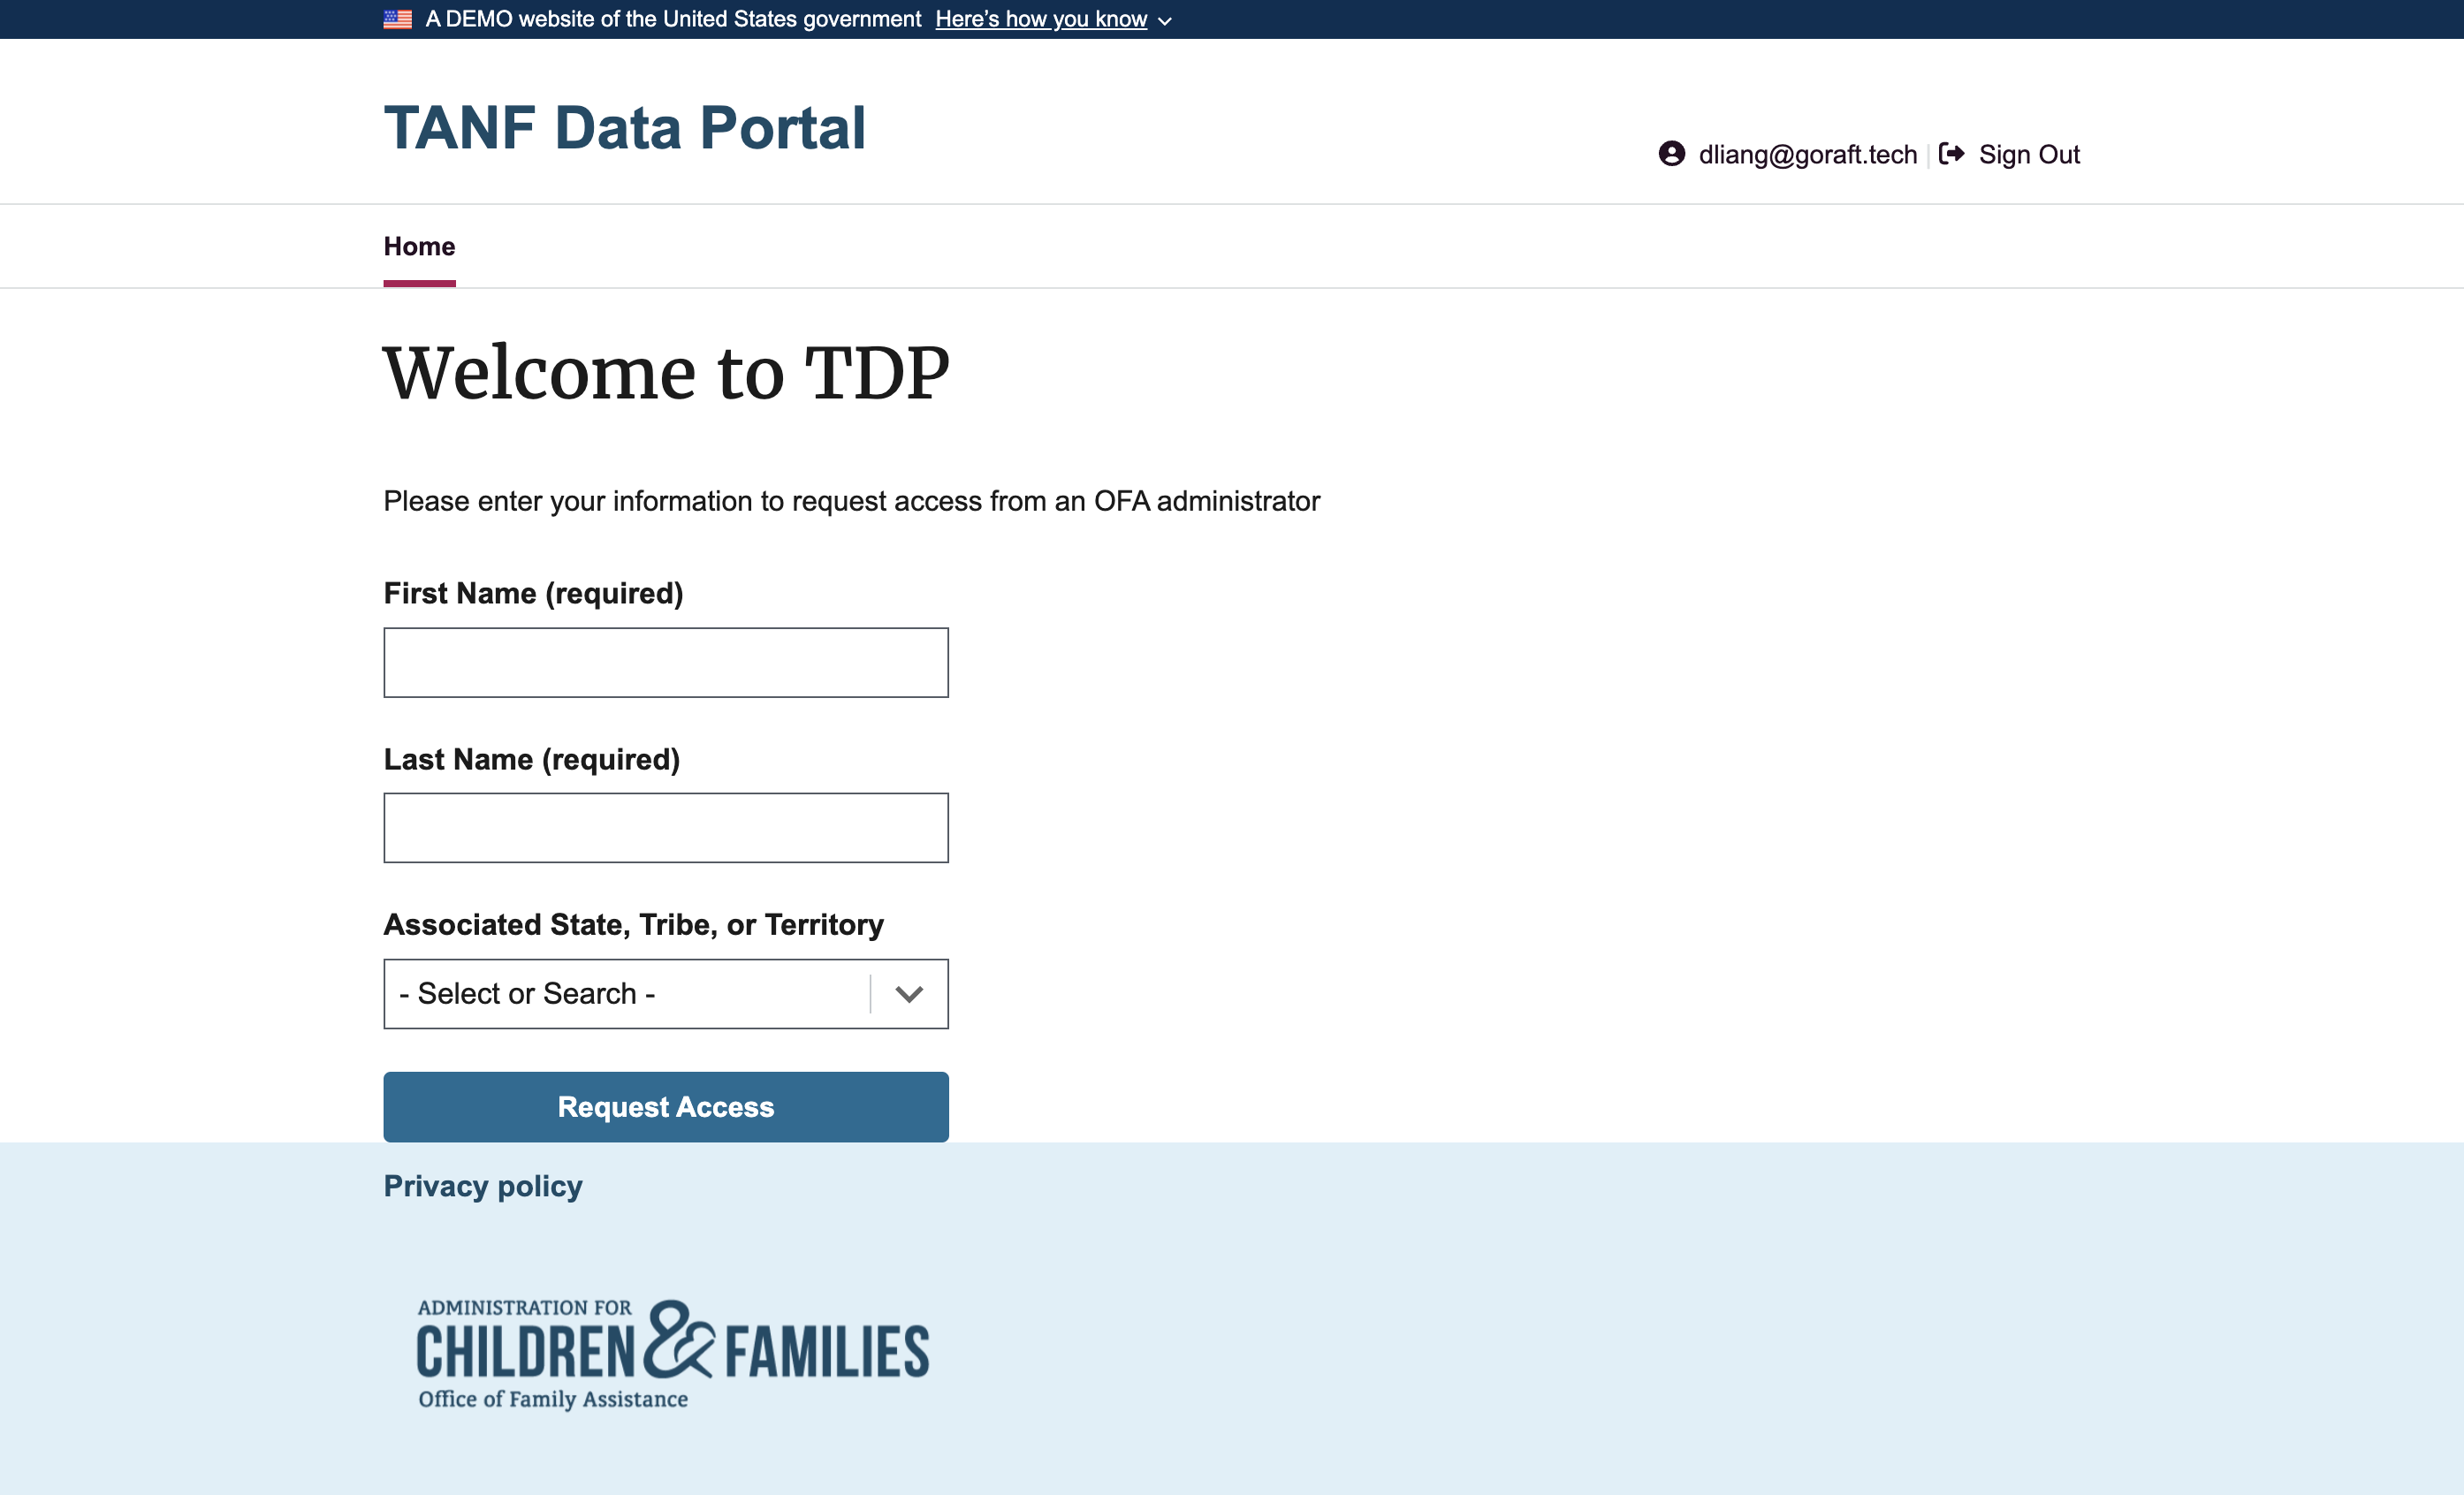 A DEMO website of the United States government Here’s how you know
TANF Data Portal
dliang@goraft.tech Sign Out
Home
Welcome to TDP
Please enter your information to request access from an OFA administrator
First Name (required)
Last Name (required)
Associated State, Tribe, or Territory
- Select or Search -
Request Access
Privacy policy
ADMINISTRATION FOR
CHILDREN & FAMILIES
Office of Family Assistance